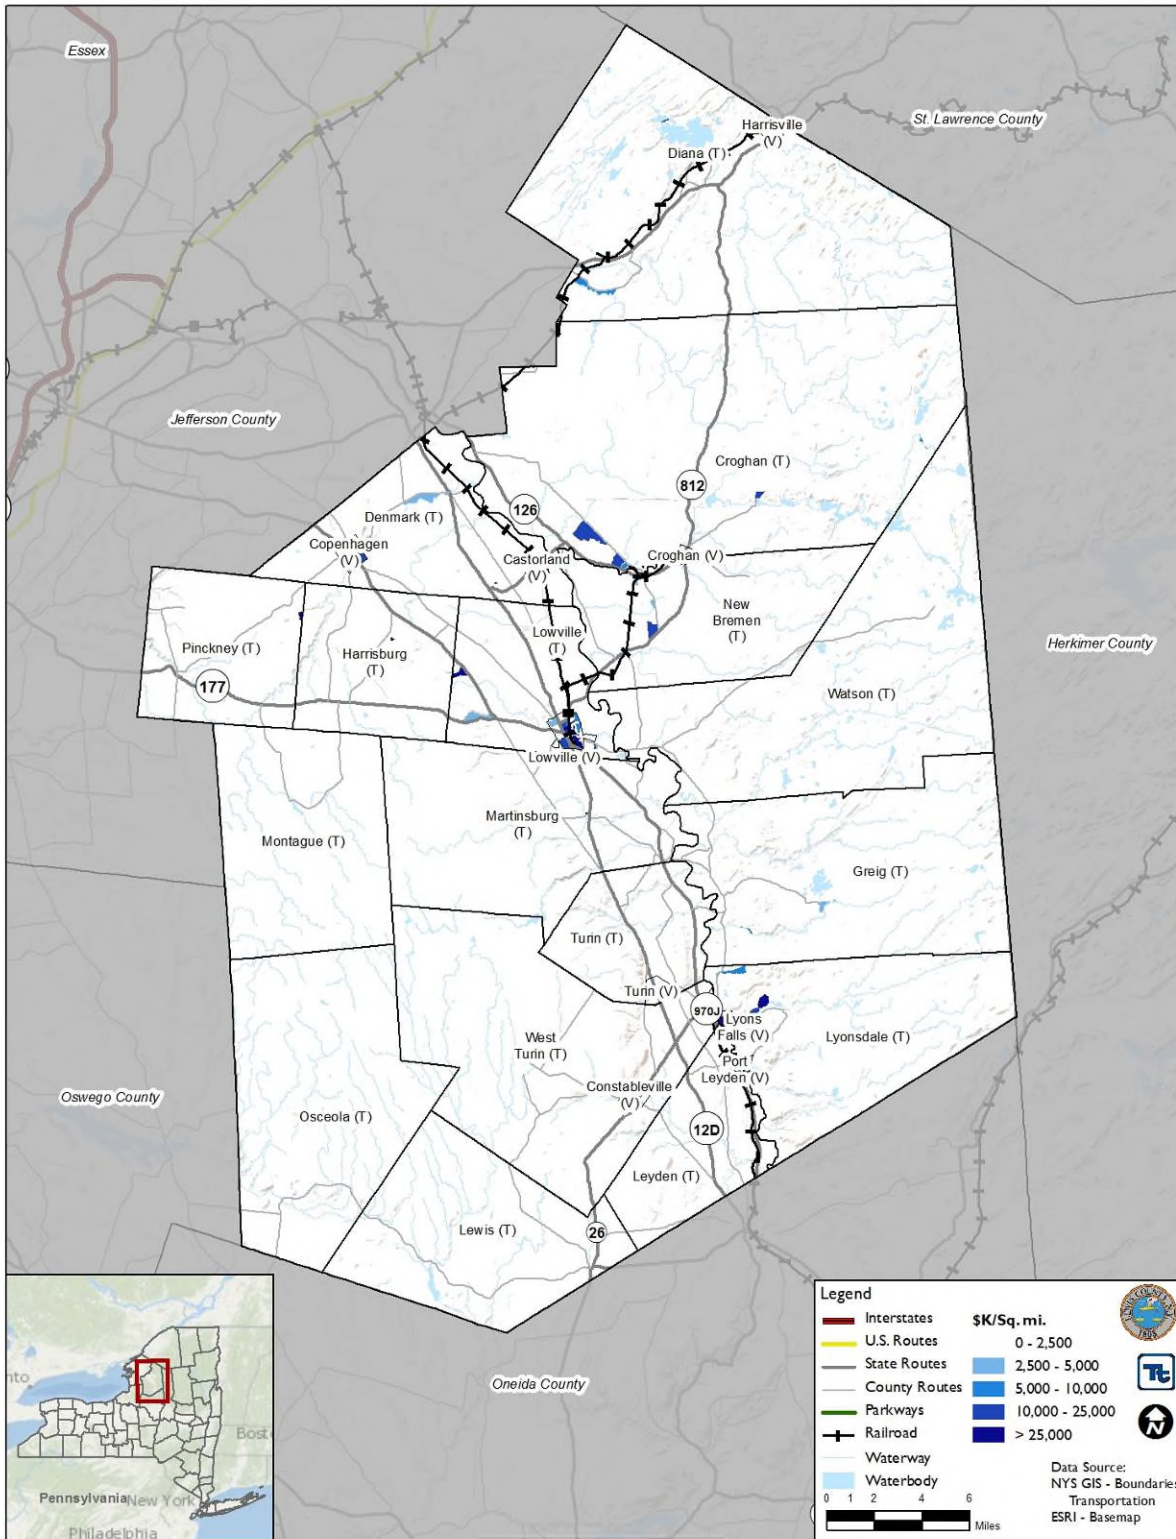 Essex
St. Lawrence County
Harrisville
(V)
Diana (T)
Jefferson County
Croghan (T)
812
126
Denmark (T)
Copenhagen
(V)
Castorland
(V)
Croghan (V)
New
Bremen
(T)
Lowville
(T)
Pinckney (T)
Harrisburg
(T)
Herkimer County
177
Watson (T)
Lowville (V)
Martinsburg
(T)
Montague (T)
Greig (T)
Turin (T)
Turin (V)
970J
Lyons
Falls (V)
West
Turin (T)
Lyonsdale (T)
Port
Leyden (V)
Constableville
(V)
Oswego County
Osceola (T)
12D
Leyden (T)
Lewis (T)
26
Oneida County
nto
Bost
Pennsylvania
New York
Philadelphia
Legend
Interstates
U.S. Routes
State Routes
County Routes
Parkways
Railroad
Waterway
Waterbody
0 1 2 4 6
Miles
$K/Sq. mi.
0 - 2,500
2,500 - 5,000
5,000 - 10,000
10,000 - 25,000
> 25,000
1805
Tt
N
Data Source:
NYS GIS - Boundaries
Transportation
ESRI - Basemap